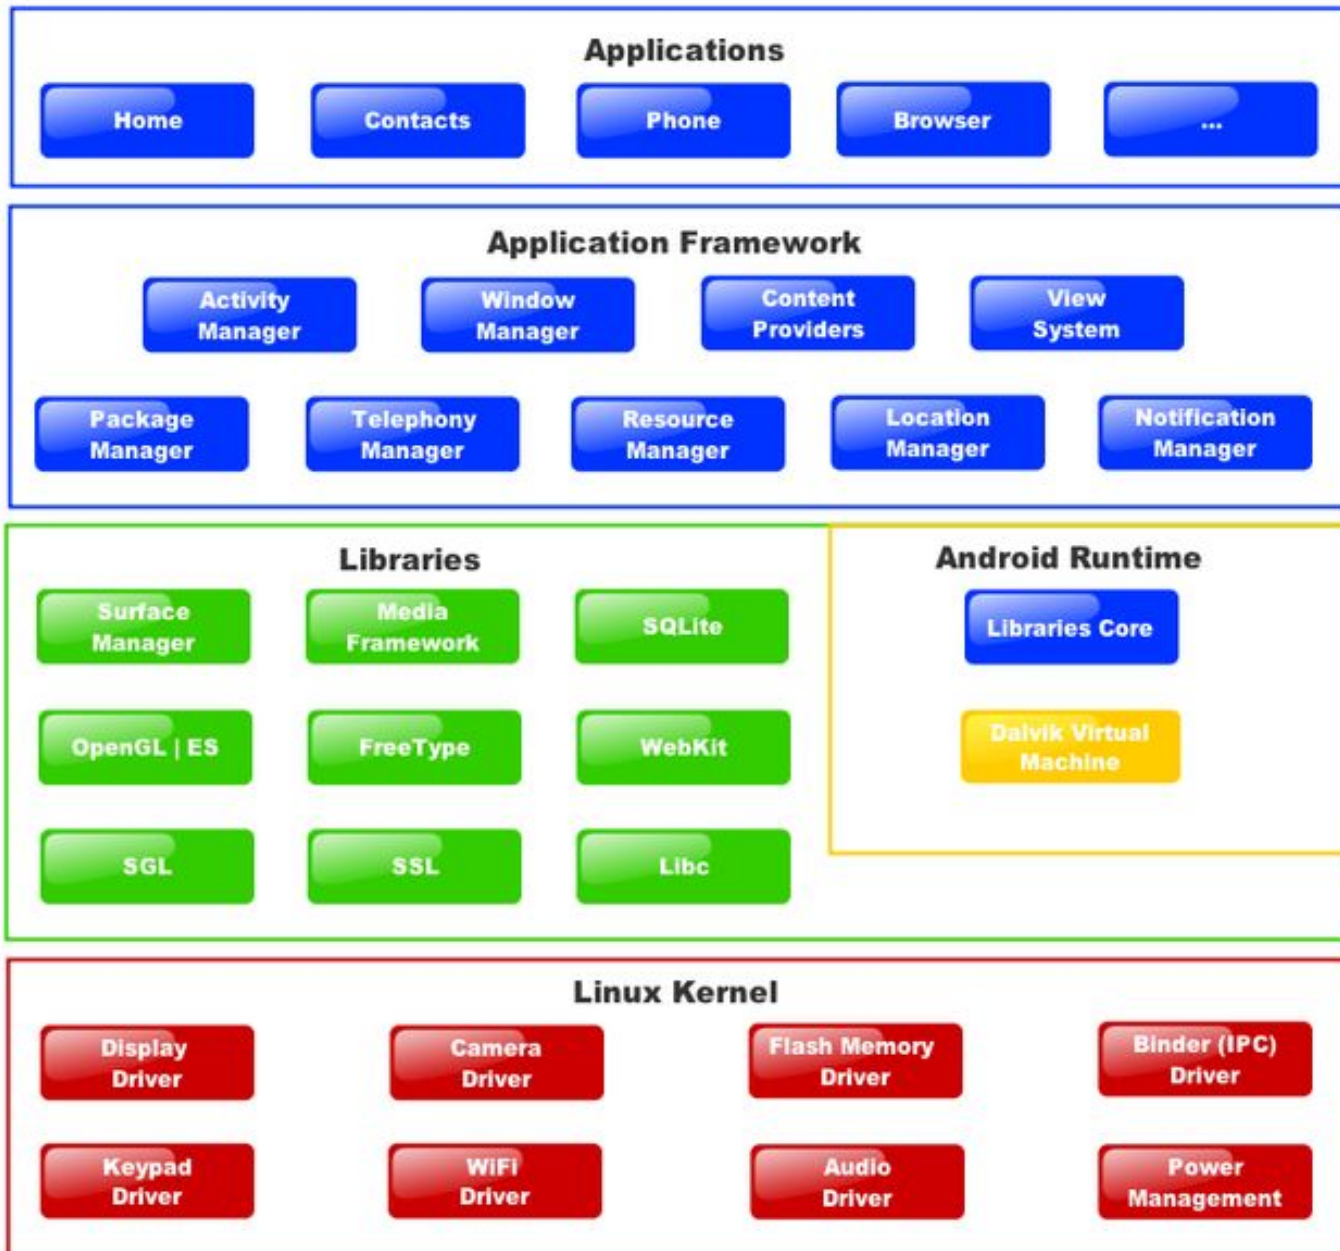 Applications
Home
Contacts
Phone
Browser
...
Application Framework
Activity
Manager
Window
Manager
Content
Providers
View
System
Package
Manager
Telephony
Manager
Resource
Manager
Location
Manager
Notification
Manager
Libraries
Surface
Manager
Media
Framework
SQLite
OpenGL | ES
FreeType
WebKit
SGL
SSL
Libc
Android Runtime
Libraries Core
Dalvik Virtual
Machine
Linux Kernel
Display
Driver
Camera
Driver
Flash Memory
Driver
Binder (IPC)
Driver
Keypad
Driver
WiFi
Driver
Audio
Driver
Power
Management